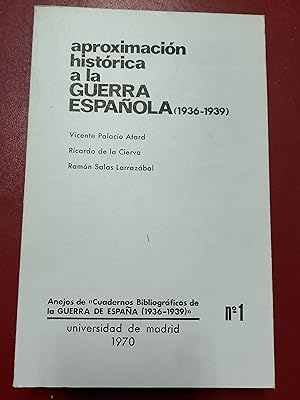 aproximación
histórica
a la
GUERRA
ESPAÑOLA (1936-1939)
Vicente Palacio Atard
Ricardo de la Cierva
Ramón Salas Larrazábal
Anejos de «Cuadernos Bibliográficos de
la GUERRA DE ESPAÑA (1936-1939)»
nº1
universidad de madrid
1970